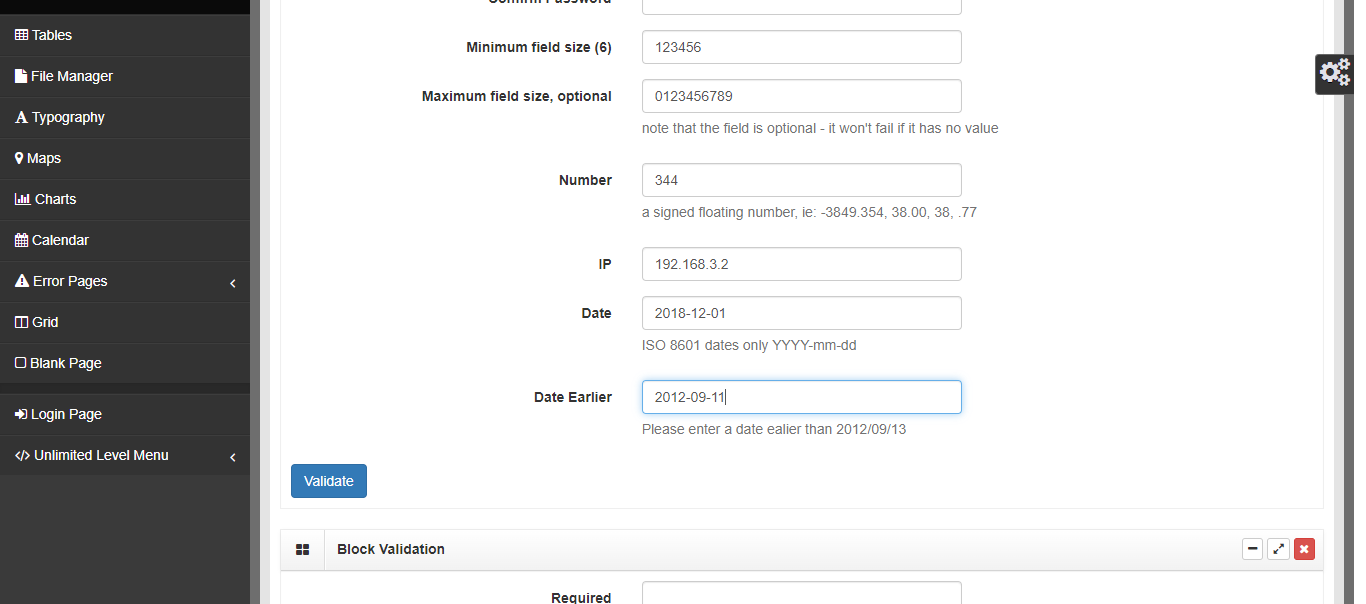 Tables
File Manager
Typography
Maps
Charts
Calendar
Error Pages
Grid
Blank Page
Login Page
Unlimited Level Menu
Confirm Password
Minimum field size (6)
123456
Maximum field size, optional
0123456789
note that the field is optional - it won't fail if it has no value
Number
344
a signed floating number, ie: -3849.354, 38.00, 38, .77
IP
192.168.3.2
Date
2018-12-01
ISO 8601 dates only YYYY-mm-dd
Date Earlier
2012-09-11
Please enter a date ealier than 2012/09/13
Validate
Block Validation
Required